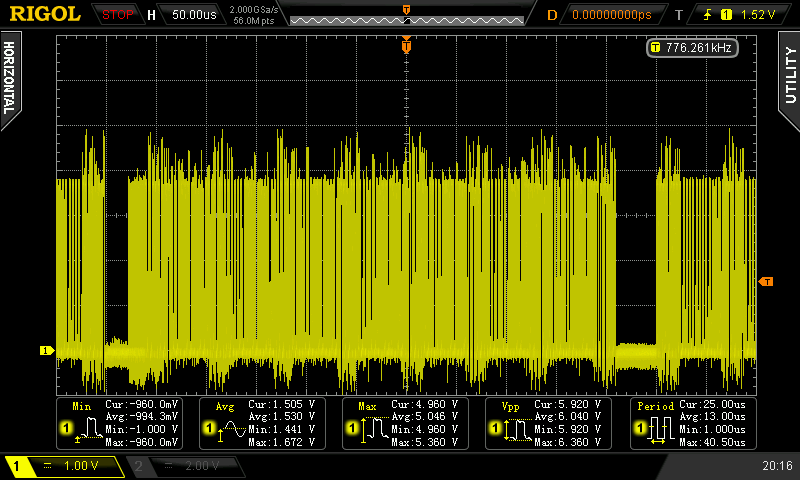 RIGOL STOP H 50.00us 2.000GSa/s 56.0M pts D 0.00000000ps T 1 1.52 V
T
T
HORIZONTAL
UTILITY
T 776.261kHz
T
1
Min
1
Cur:-960.0mV
Avg:-994.3mV
Min:-1.000 V
Max:-960.0mV
Avg
1
Cur:1.505 V
Avg:1.530 V
Min:1.441 V
Max:1.672 V
Max
1
Cur:4.960 V
Avg:5.046 V
Min:4.960 V
Max:5.360 V
Vpp
1
Cur:5.920 V
Avg:6.040 V
Min:5.920 V
Max:6.360 V
Period
1
Cur:25.00us
Avg:13.00us
Min:1.000us
Max:40.50us
1 = 1.00 V
2 = 2.00 V
20:16